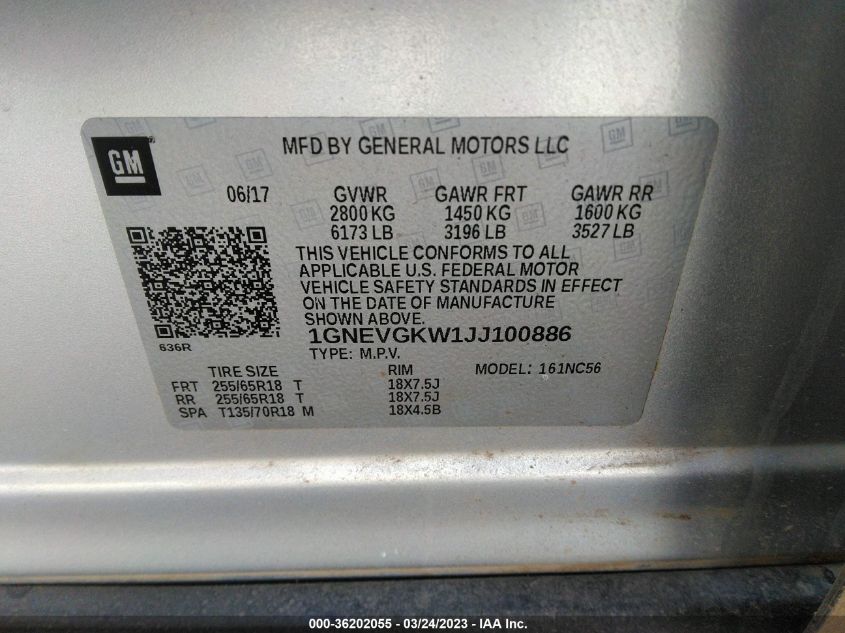 GM
MFD BY GENERAL MOTORS LLC
06/17 GVWR GAWR FRT GAWR RR
2800 KG 1450 KG 1600 KG
6173 LB 3196 LB 3527 LB
THIS VEHICLE CONFORMS TO ALL
APPLICABLE U.S. FEDERAL MOTOR
VEHICLE SAFETY STANDARDS IN EFFECT
ON THE DATE OF MANUFACTURE
SHOWN ABOVE.
1GNEVGKW1JJ100886
636R
TYPE: M.P.V.
TIRE SIZE RIM MODEL: 161NC56
FRT 255/65R18 T 18X7.5J
RR 255/65R18 T 18X7.5J
SPA T135/70R18 M 18X4.5B
000-36202055 - 03/24/2023 - IAA Inc.